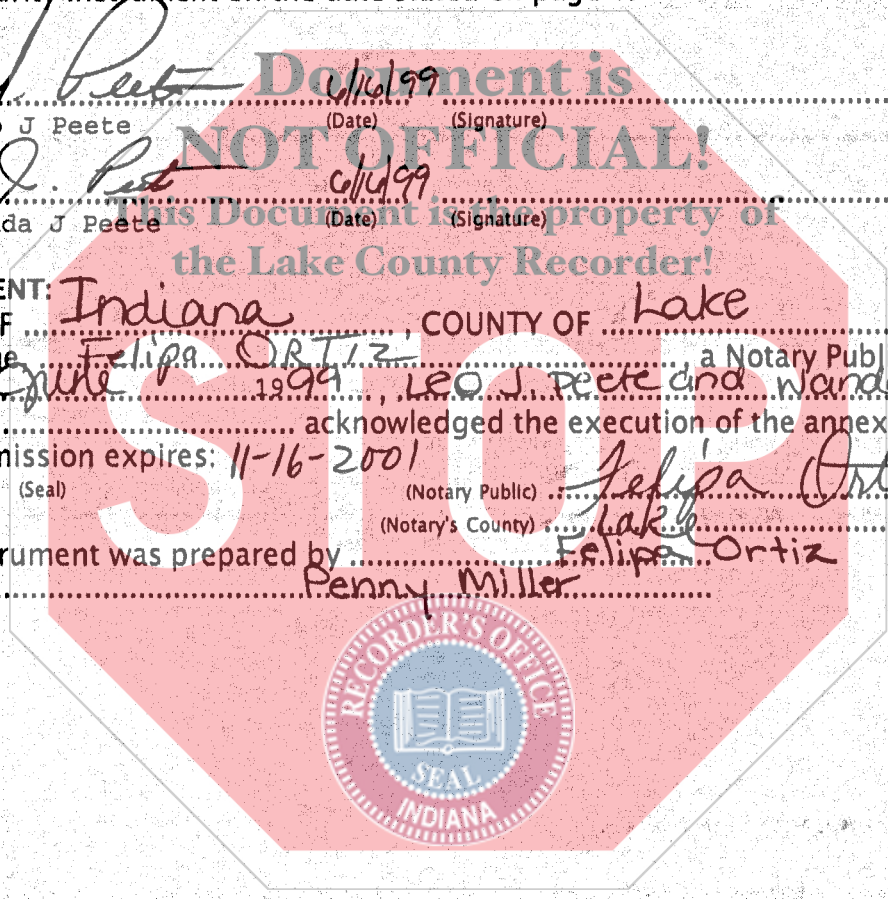 Document is
J. Peete 6/16/99
J Peete (Date) (Signature)
NOT OFFICIAL!
J. Peete 6/16/99
da J Peete (Date) (Signature)
This Document is the property of
the Lake County Recorder!
ENT:
F Indiana, COUNTY OF Lake
e Felipa ORTIZ a Notary Publ
June 1999, Leo J. Peete and Wand
acknowledged the execution of the annex
ission expires: 11-16-2001
(Seal) (Notary Public) Felipa Ort
(Notary's County) Lake
STOP
rument was prepared by Felipa Ortiz
Penny Miller
RECORDER'S OFFICE
SEAL
INDIANA